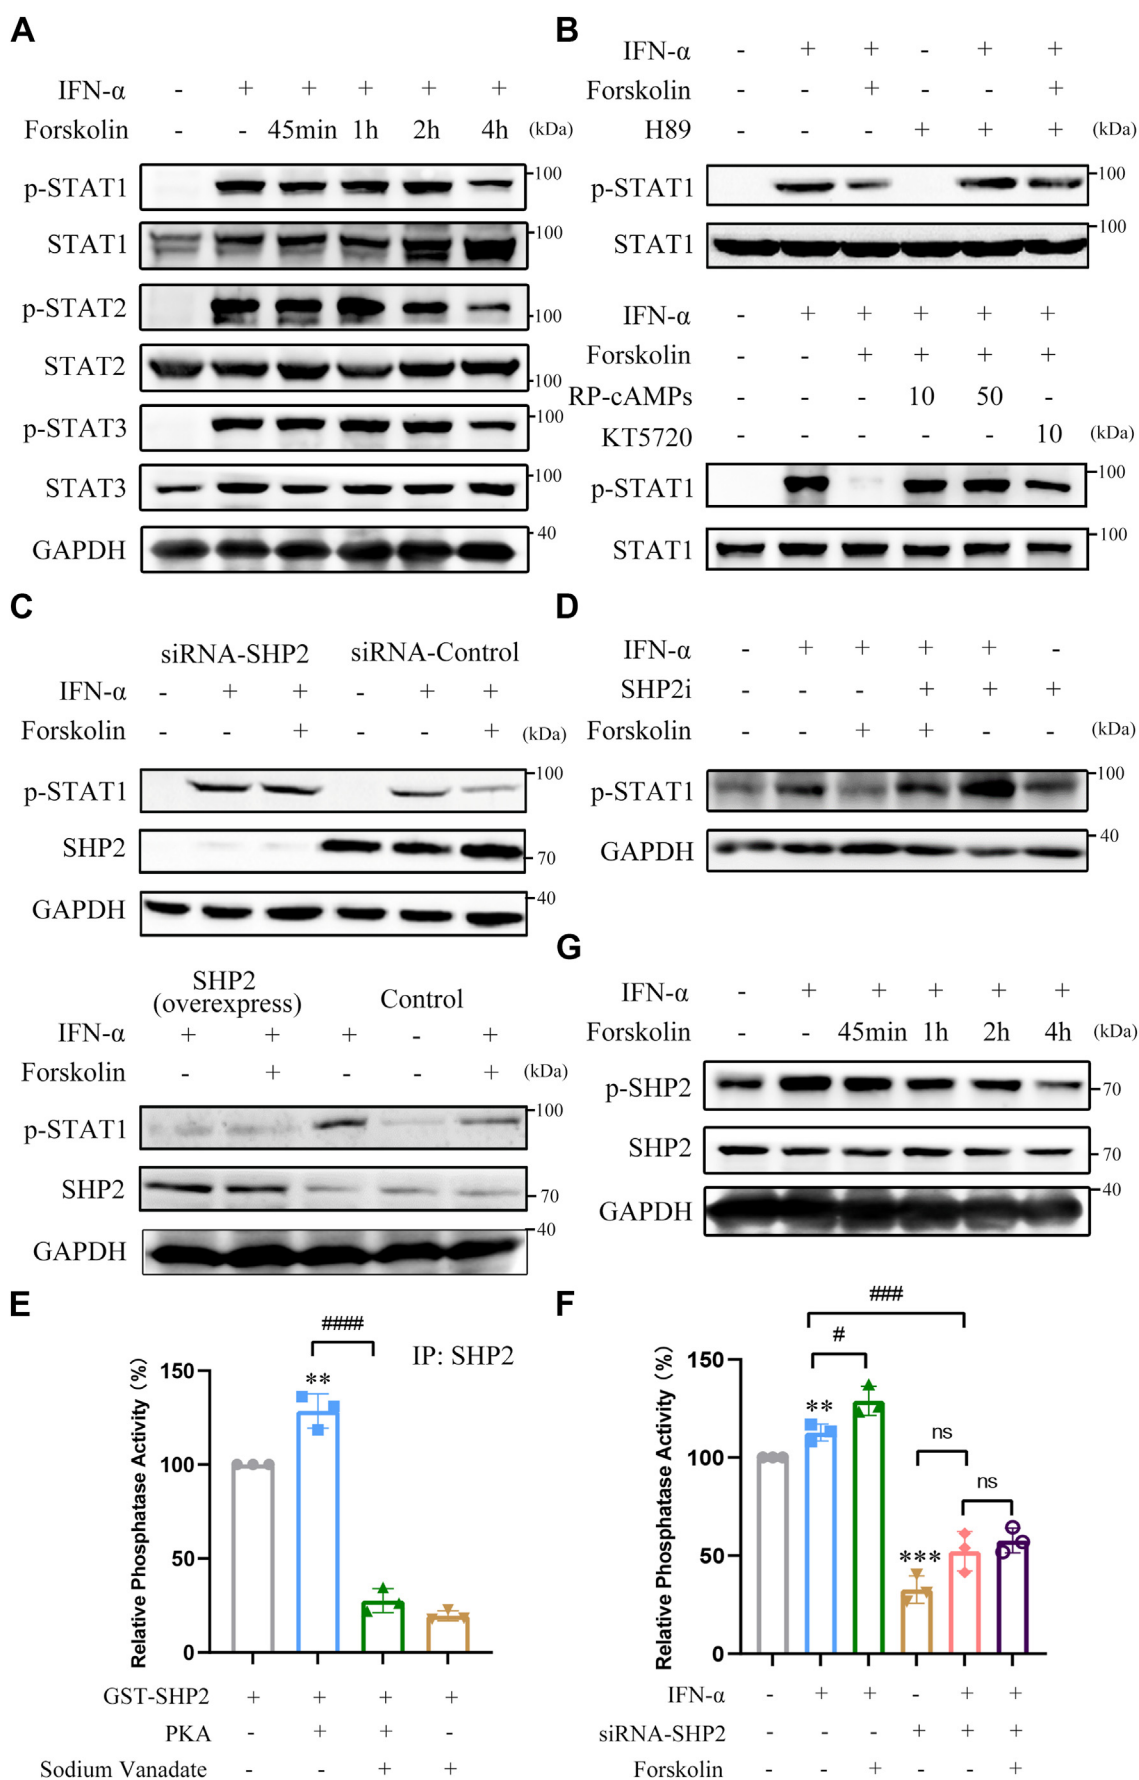 A
IFN-α - + + + + +
Forskolin - - 45min 1h 2h 4h (kDa)
p-STAT1 100
STAT1 100
p-STAT2 100
STAT2 100
p-STAT3 100
STAT3 100
GAPDH 40
B
IFN-α - + + - + +
Forskolin - - + - - +
H89 - - - + + + (kDa)
p-STAT1 100
STAT1 100
IFN-α - + + + + +
Forskolin - - + + + +
RP-cAMPs - - - 10 50 -
KT5720 - - - - - 10 (kDa)
p-STAT1 100
STAT1 100
C
siRNA-SHP2 siRNA-Control
IFN-α - + + - + +
Forskolin - - + - - + (kDa)
p-STAT1 100
SHP2 70
GAPDH 40
SHP2
(overexpress) Control
IFN-α + + + - +
Forskolin - + - - + (kDa)
p-STAT1 100
SHP2 70
GAPDH 40
D
IFN-α - + + + + -
SHP2i - - - + + +
Forskolin - - + + - - (kDa)
p-STAT1 100
GAPDH 40
G
IFN-α - + + + + +
Forskolin - - 45min 1h 2h 4h (kDa)
p-SHP2 70
SHP2 70
GAPDH 40
E
####
IP: SHP2
**
Relative Phosphatase Activity (%)
150
100
50
0
GST-SHP2 + + + +
PKA - + + -
Sodium Vanadate - - + +
F
###
#
**
ns
ns
***
Relative Phosphatase Activity (%)
150
100
50
0
IFN-α - + + - + +
siRNA-SHP2 - - - + + +
Forskolin - - + - - +